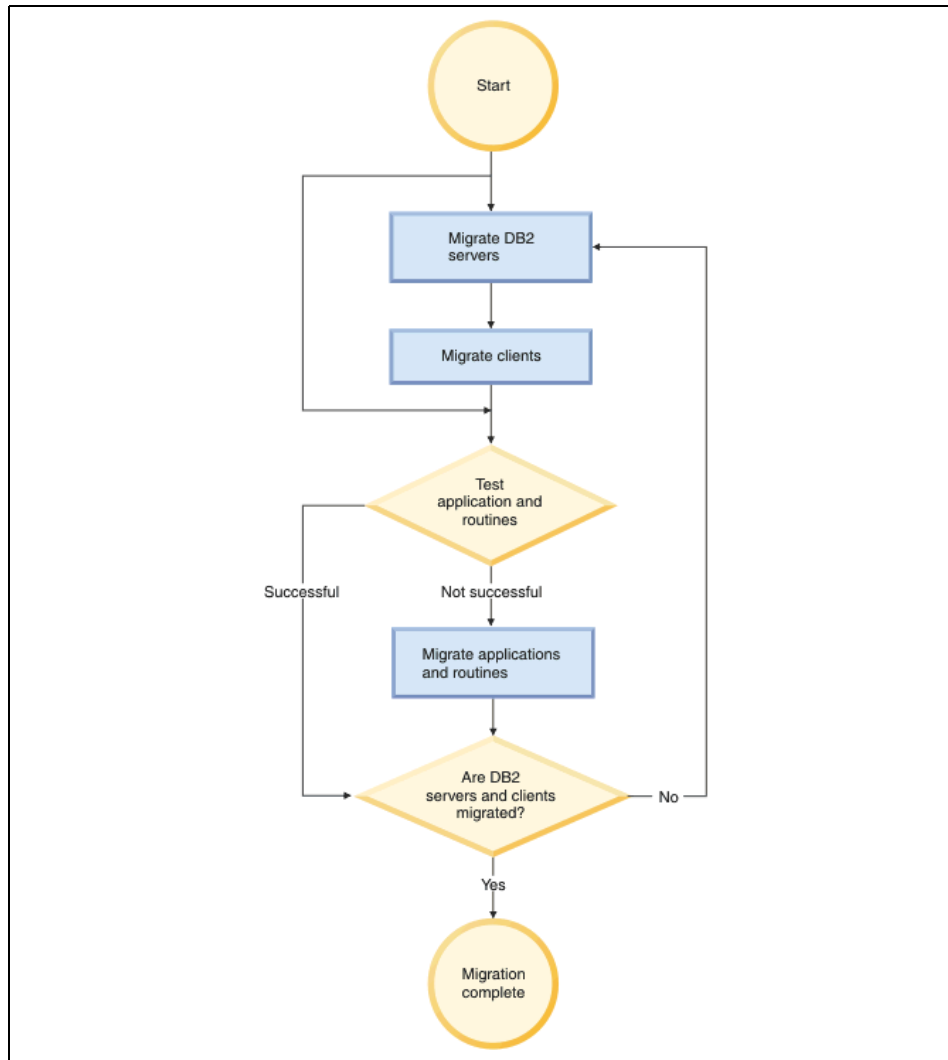 Start
Migrate DB2
servers
Migrate clients
Test
application and
routines
Successful
Not successful
Migrate applications
and routines
Are DB2
servers and clients
migrated?
No
Yes
Migration
complete